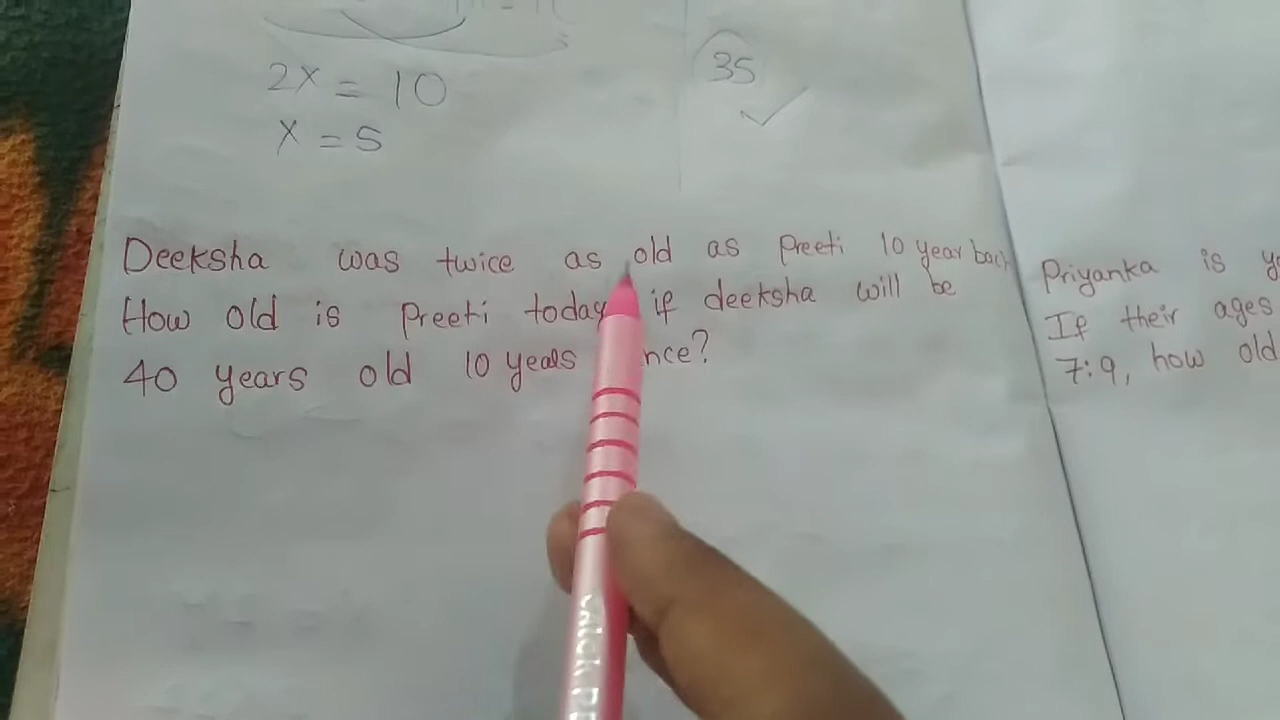 2x = 10
x = 5
35
Deeksha was twice as old as Preeti 10 year back
How old is Preeti today if deeksha will be
40 years old 10 years nce?
Priyanka is
If their ages
7:9, how old